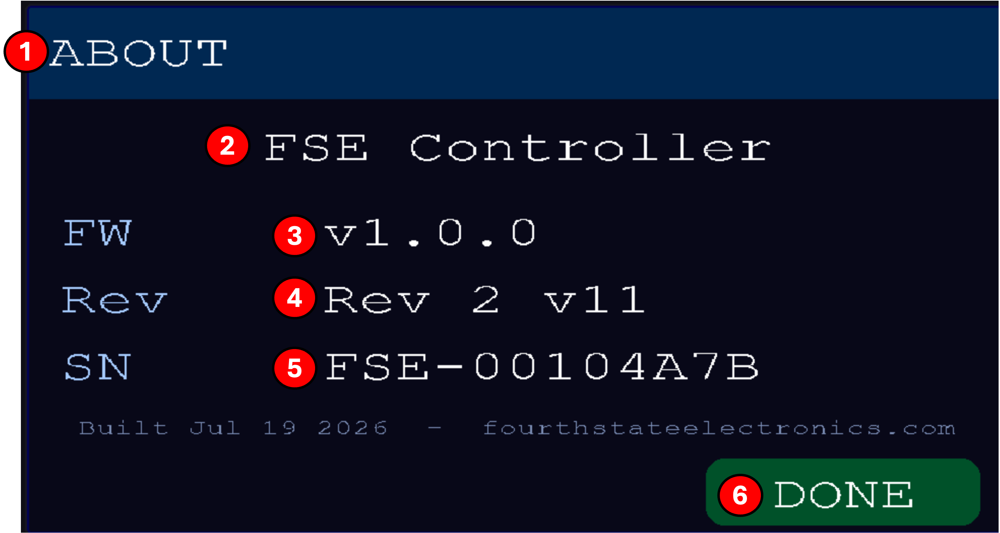 1 ABOUT
2 FSE Controller
FW 3 v1.0.0
Rev 4 Rev 2 v11
SN 5 FSE-00104A7B
Built Jul 19 2026 - fourthstateelectronics.com
6 DONE